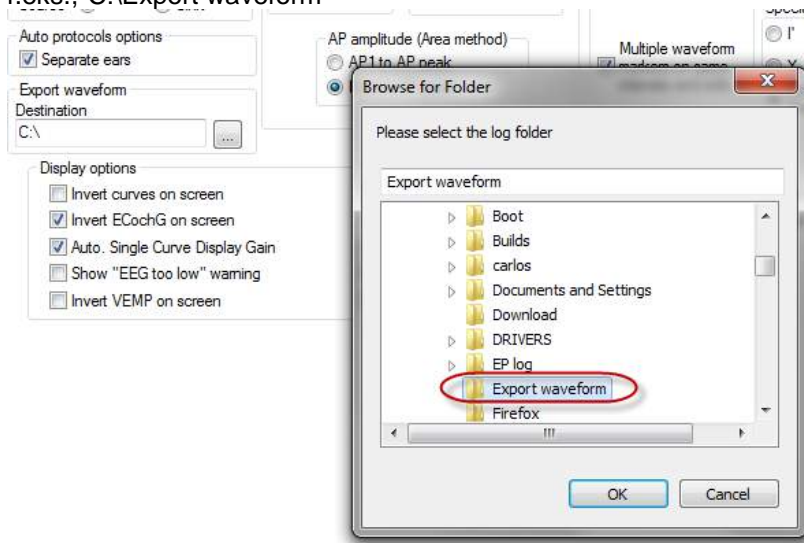 C:\Export waveform
Auto protocols options
Separate ears
Export waveform
Destination
C:\
...
Display options
Invert curves on screen
Invert ECochG on screen
Auto. Single Curve Display Gain
Show "EEG too low" warning
Invert VEMP on screen
AP amplitude (Area method)
AP1 to AP peak
Multiple waveform
markers on same
Browse for Folder
Please select the log folder
Export waveform
Boot
Builds
carlos
Documents and Settings
Download
DRIVERS
EP log
Export waveform
Firefox
OK
Cancel